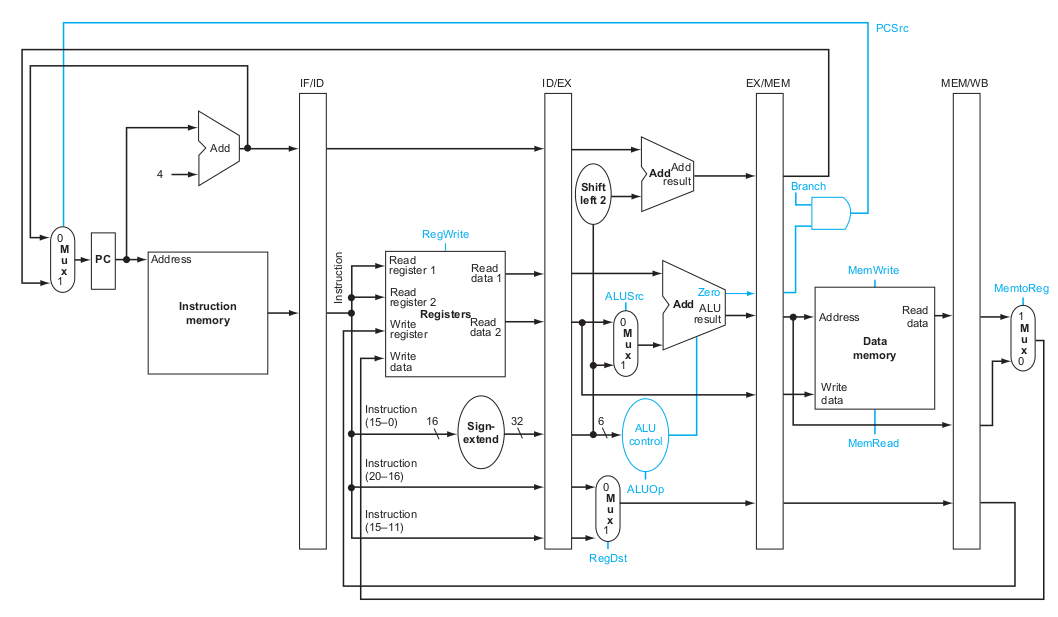 PCSrc
IF/ID
ID/EX
EX/MEM
MEM/WB
Add
4
Shift
left 2
Add
Add
result
Branch
0
M
u
x
1
PC
Address
Instruction
memory
Instruction
RegWrite
Read
register 1
Read
register 2
Write
register
Write
data
Registers
Read
data 1
Read
data 2
ALUSrc
0
M
u
x
1
Add
Zero
ALU
result
MemWrite
Address
Read
data
Data
memory
Write
data
MemRead
MemtoReg
1
M
u
x
0
Instruction
(15–0)
16
Sign-
extend
32
6
ALU
control
ALUOp
Instruction
(20–16)
Instruction
(15–11)
0
M
u
x
1
RegDst